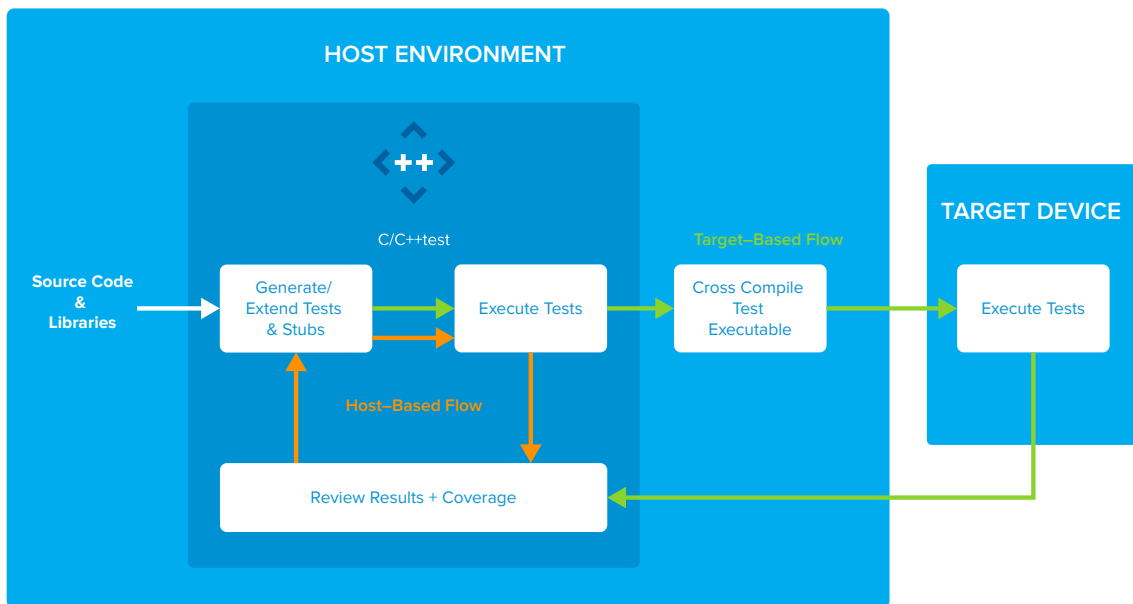 HOST ENVIRONMENT
++
C/C++test
TARGET DEVICE
Target–Based Flow
Source Code
&
Libraries
Generate/
Extend Tests
& Stubs
Execute Tests
Cross Compile
Test
Executable
Execute Tests
Host–Based Flow
Review Results + Coverage